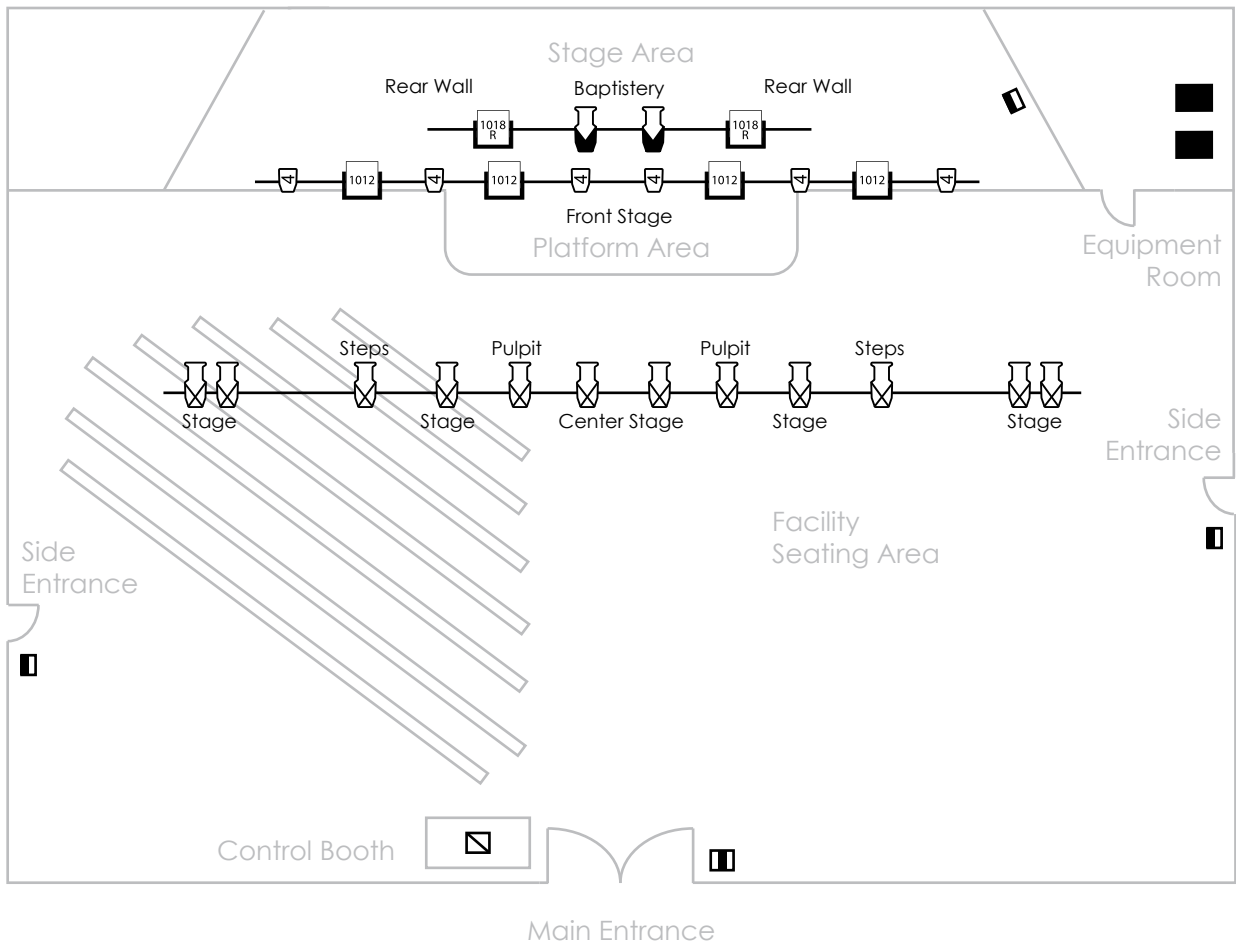 Stage Area
Rear Wall
Baptistery
Rear Wall
1018
R
1018
R
4
1012
4
1012
4
4
1012
4
1012
4
Front Stage
Platform Area
Equipment
Room
Steps
Pulpit
Pulpit
Steps
Stage
Stage
Center Stage
Stage
Stage
Side
Entrance
Facility
Seating Area
Side
Entrance
Control Booth
Main Entrance